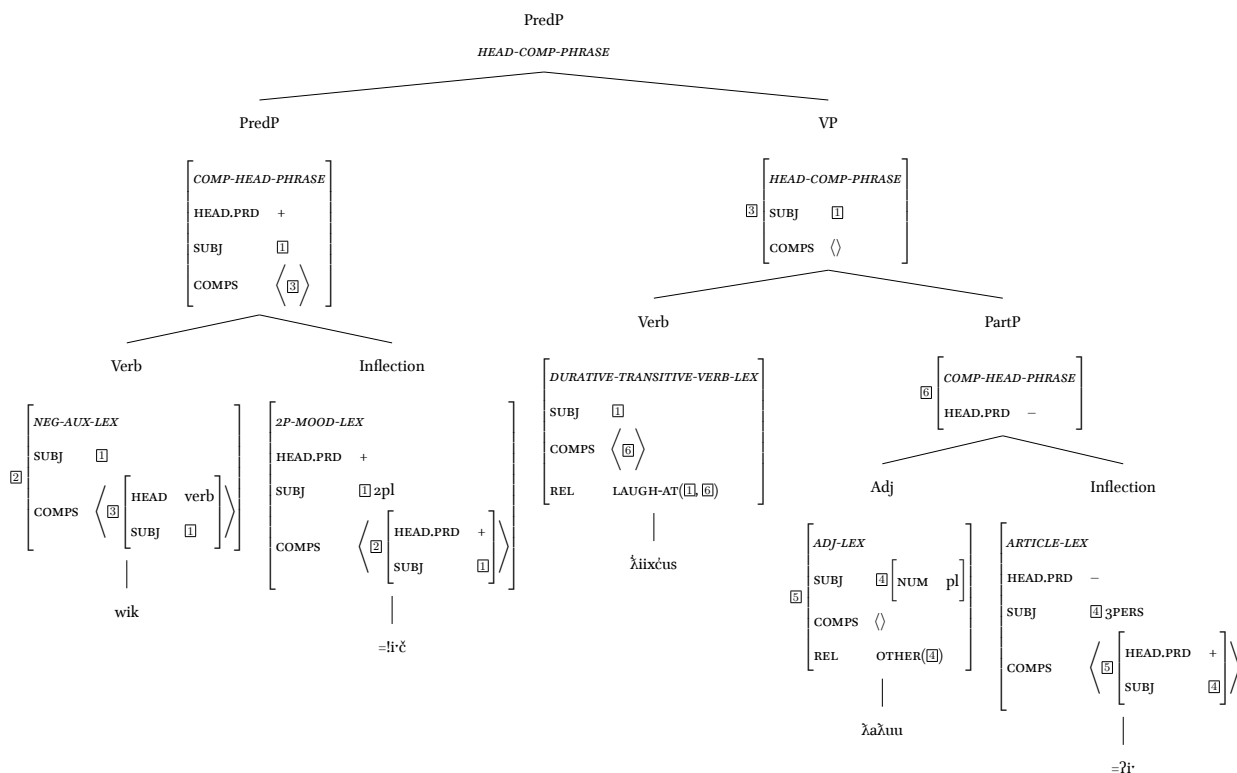 PredP
HEAD-COMP-PHRASE
PredP
VP
COMP-HEAD-PHRASE
HEAD.PRD +
SUBJ 1
COMPS ⟨ 3 ⟩
3 HEAD-COMP-PHRASE
SUBJ 1
COMPS ⟨⟩
Verb
Inflection
Verb
PartP
2 NEG-AUX-LEX
SUBJ 1
COMPS ⟨ 3 [ HEAD verb
SUBJ 1 ] ⟩
wik
2P-MOOD-LEX
HEAD.PRD +
SUBJ 1 2pl
COMPS ⟨ 2 [ HEAD.PRD +
SUBJ 1 ] ⟩
=!iˑč
DURATIVE-TRANSITIVE-VERB-LEX
SUBJ 1
COMPS ⟨ 6 ⟩
REL LAUGH-AT(1, 6)
ƛ̓iixc̓us
6 COMP-HEAD-PHRASE
HEAD.PRD −
Adj
Inflection
5 ADJ-LEX
SUBJ 4 [ NUM pl ]
COMPS ⟨⟩
REL OTHER(4)
ƛaƛuu
ARTICLE-LEX
HEAD.PRD −
SUBJ 4 3PERS
COMPS ⟨ 5 [ HEAD.PRD +
SUBJ 4 ] ⟩
=ʔiˑ